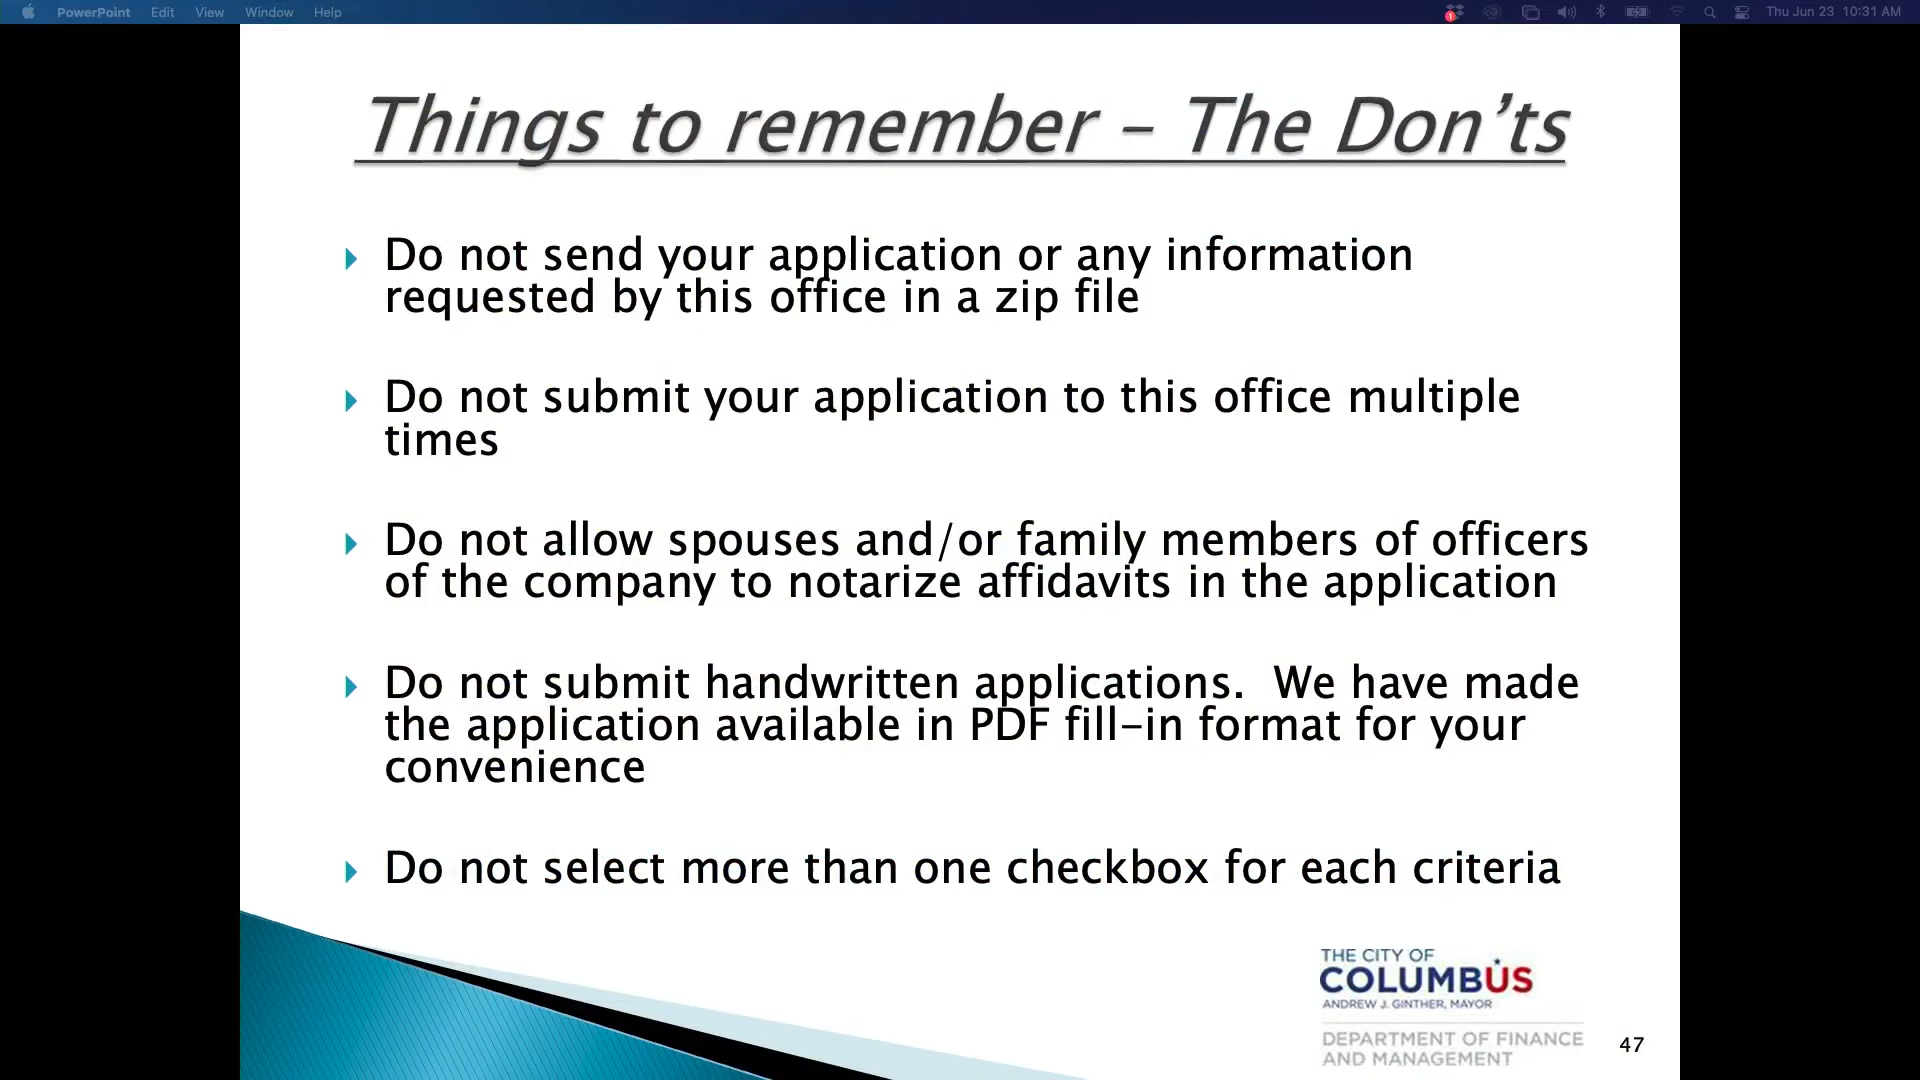 PowerPoint Edit View Window Help
1
Thu Jun 23 10:31 AM
Things to remember – The Don’ts
Do not send your application or any information
requested by this office in a zip file
Do not submit your application to this office multiple
times
Do not allow spouses and/or family members of officers
of the company to notarize affidavits in the application
Do not submit handwritten applications.  We have made
the application available in PDF fill-in format for your
convenience
Do not select more than one checkbox for each criteria
THE CITY OF
COLUMBUS
ANDREW J. GINTHER, MAYOR
DEPARTMENT OF FINANCE
AND MANAGEMENT
47